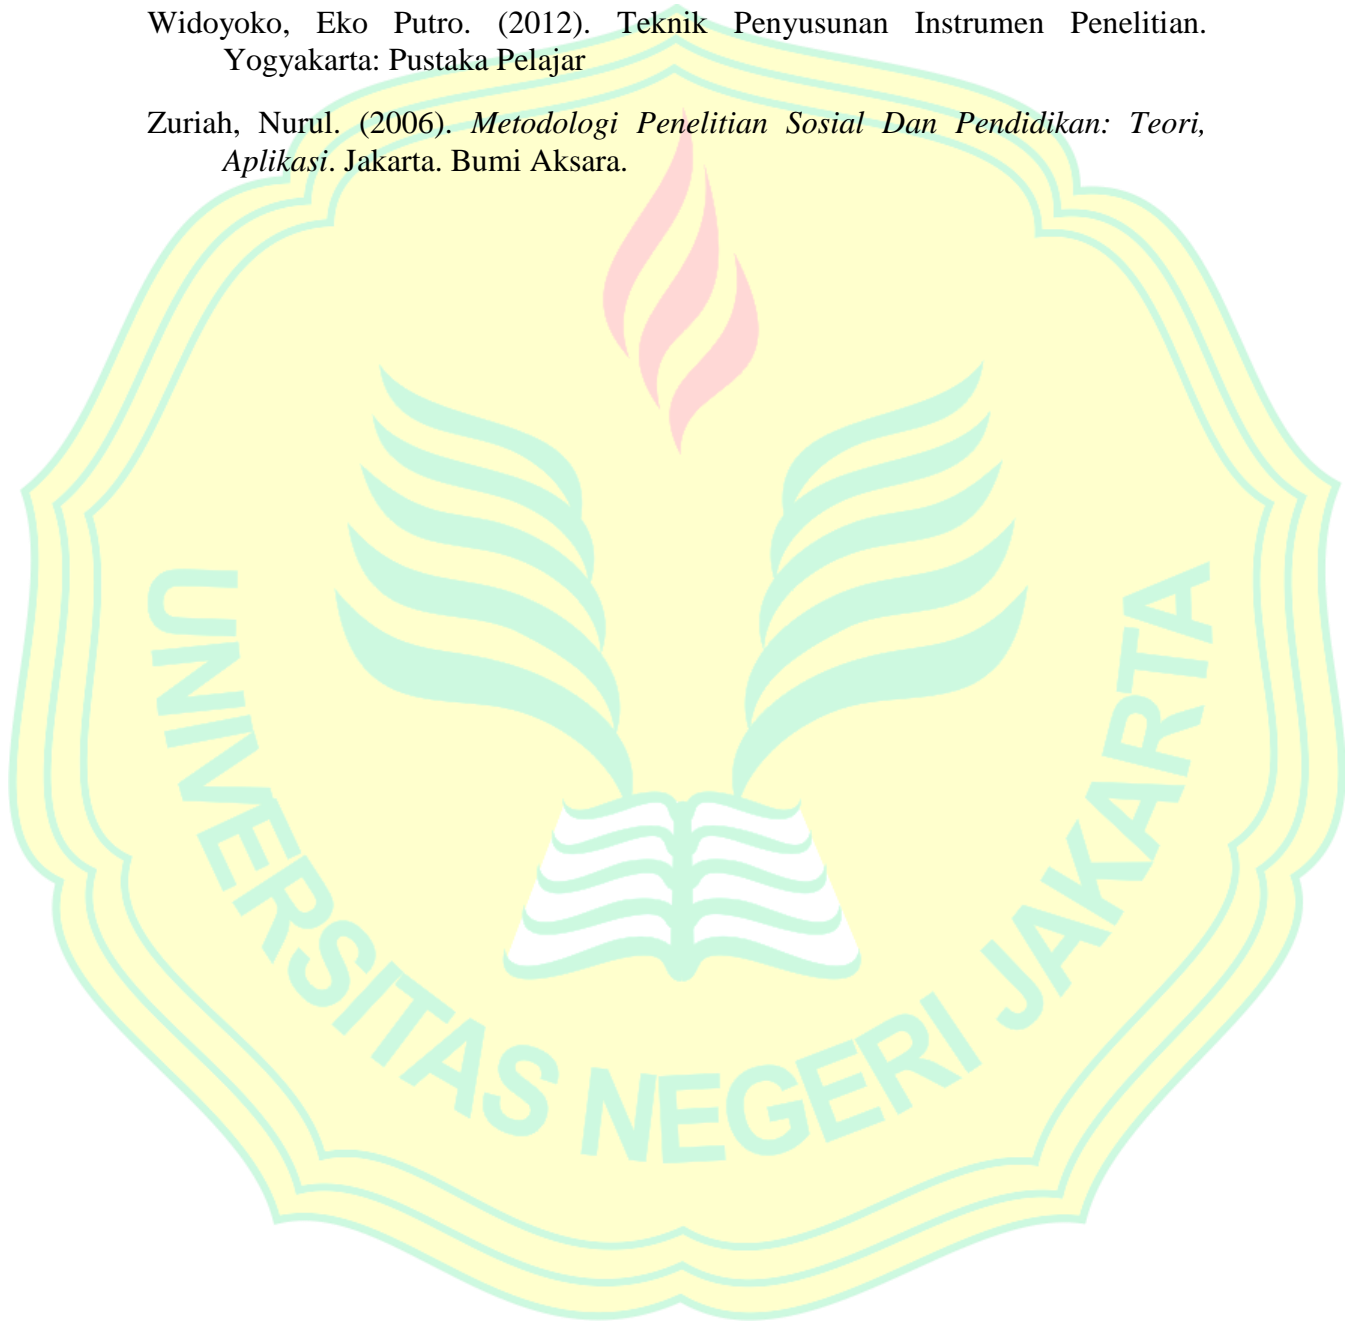 Widoyoko, Eko Putro. (2012). Teknik Penyusunan Instrumen Penelitian.
Yogyakarta: Pustaka Pelajar
Zuriah, Nurul. (2006). Metodologi Penelitian Sosial Dan Pendidikan: Teori,
Aplikasi. Jakarta. Bumi Aksara.
UNIVERSITAS NEGERI JAKARTA